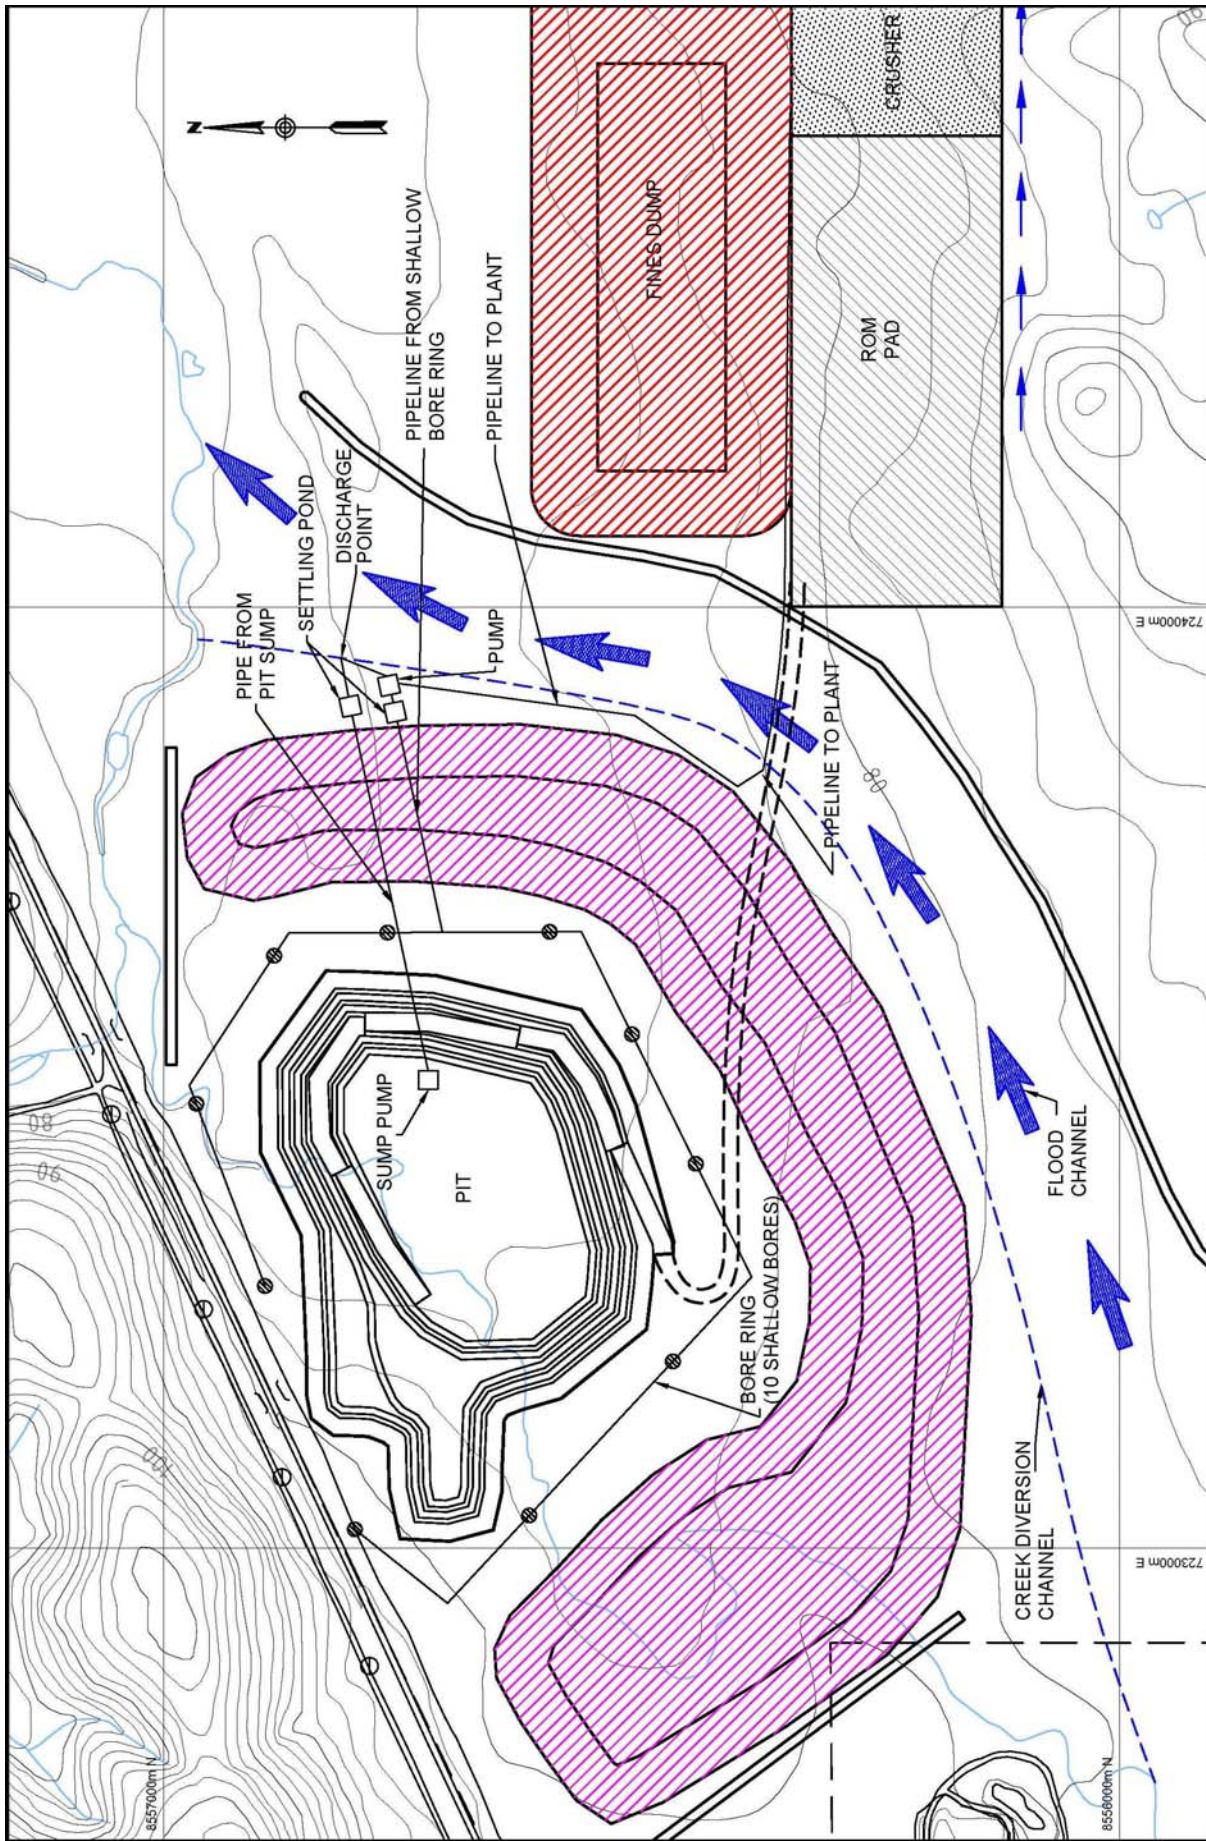 N
CRUSHER
FINES DUMP
ROM
PAD
PIPELINE FROM SHALLOW
BORE RING
PIPELINE TO PLANT
SETTLING POND
DISCHARGE
POINT
PIPE FROM
PIT SUMP
PUMP
PIPELINE TO PLANT
SUMP PUMP
PIT
BORE RING
(10 SHALLOW BORES)
FLOOD
CHANNEL
CREEK DIVERSION
CHANNEL
724000m E
723000m E
8557000m N
8556000m N
80
90
100
80
90